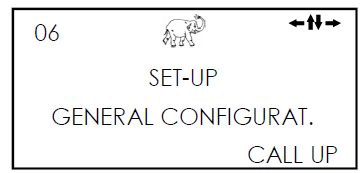 06
SET-UP
GENERAL CONFIGURAT.
CALL UP